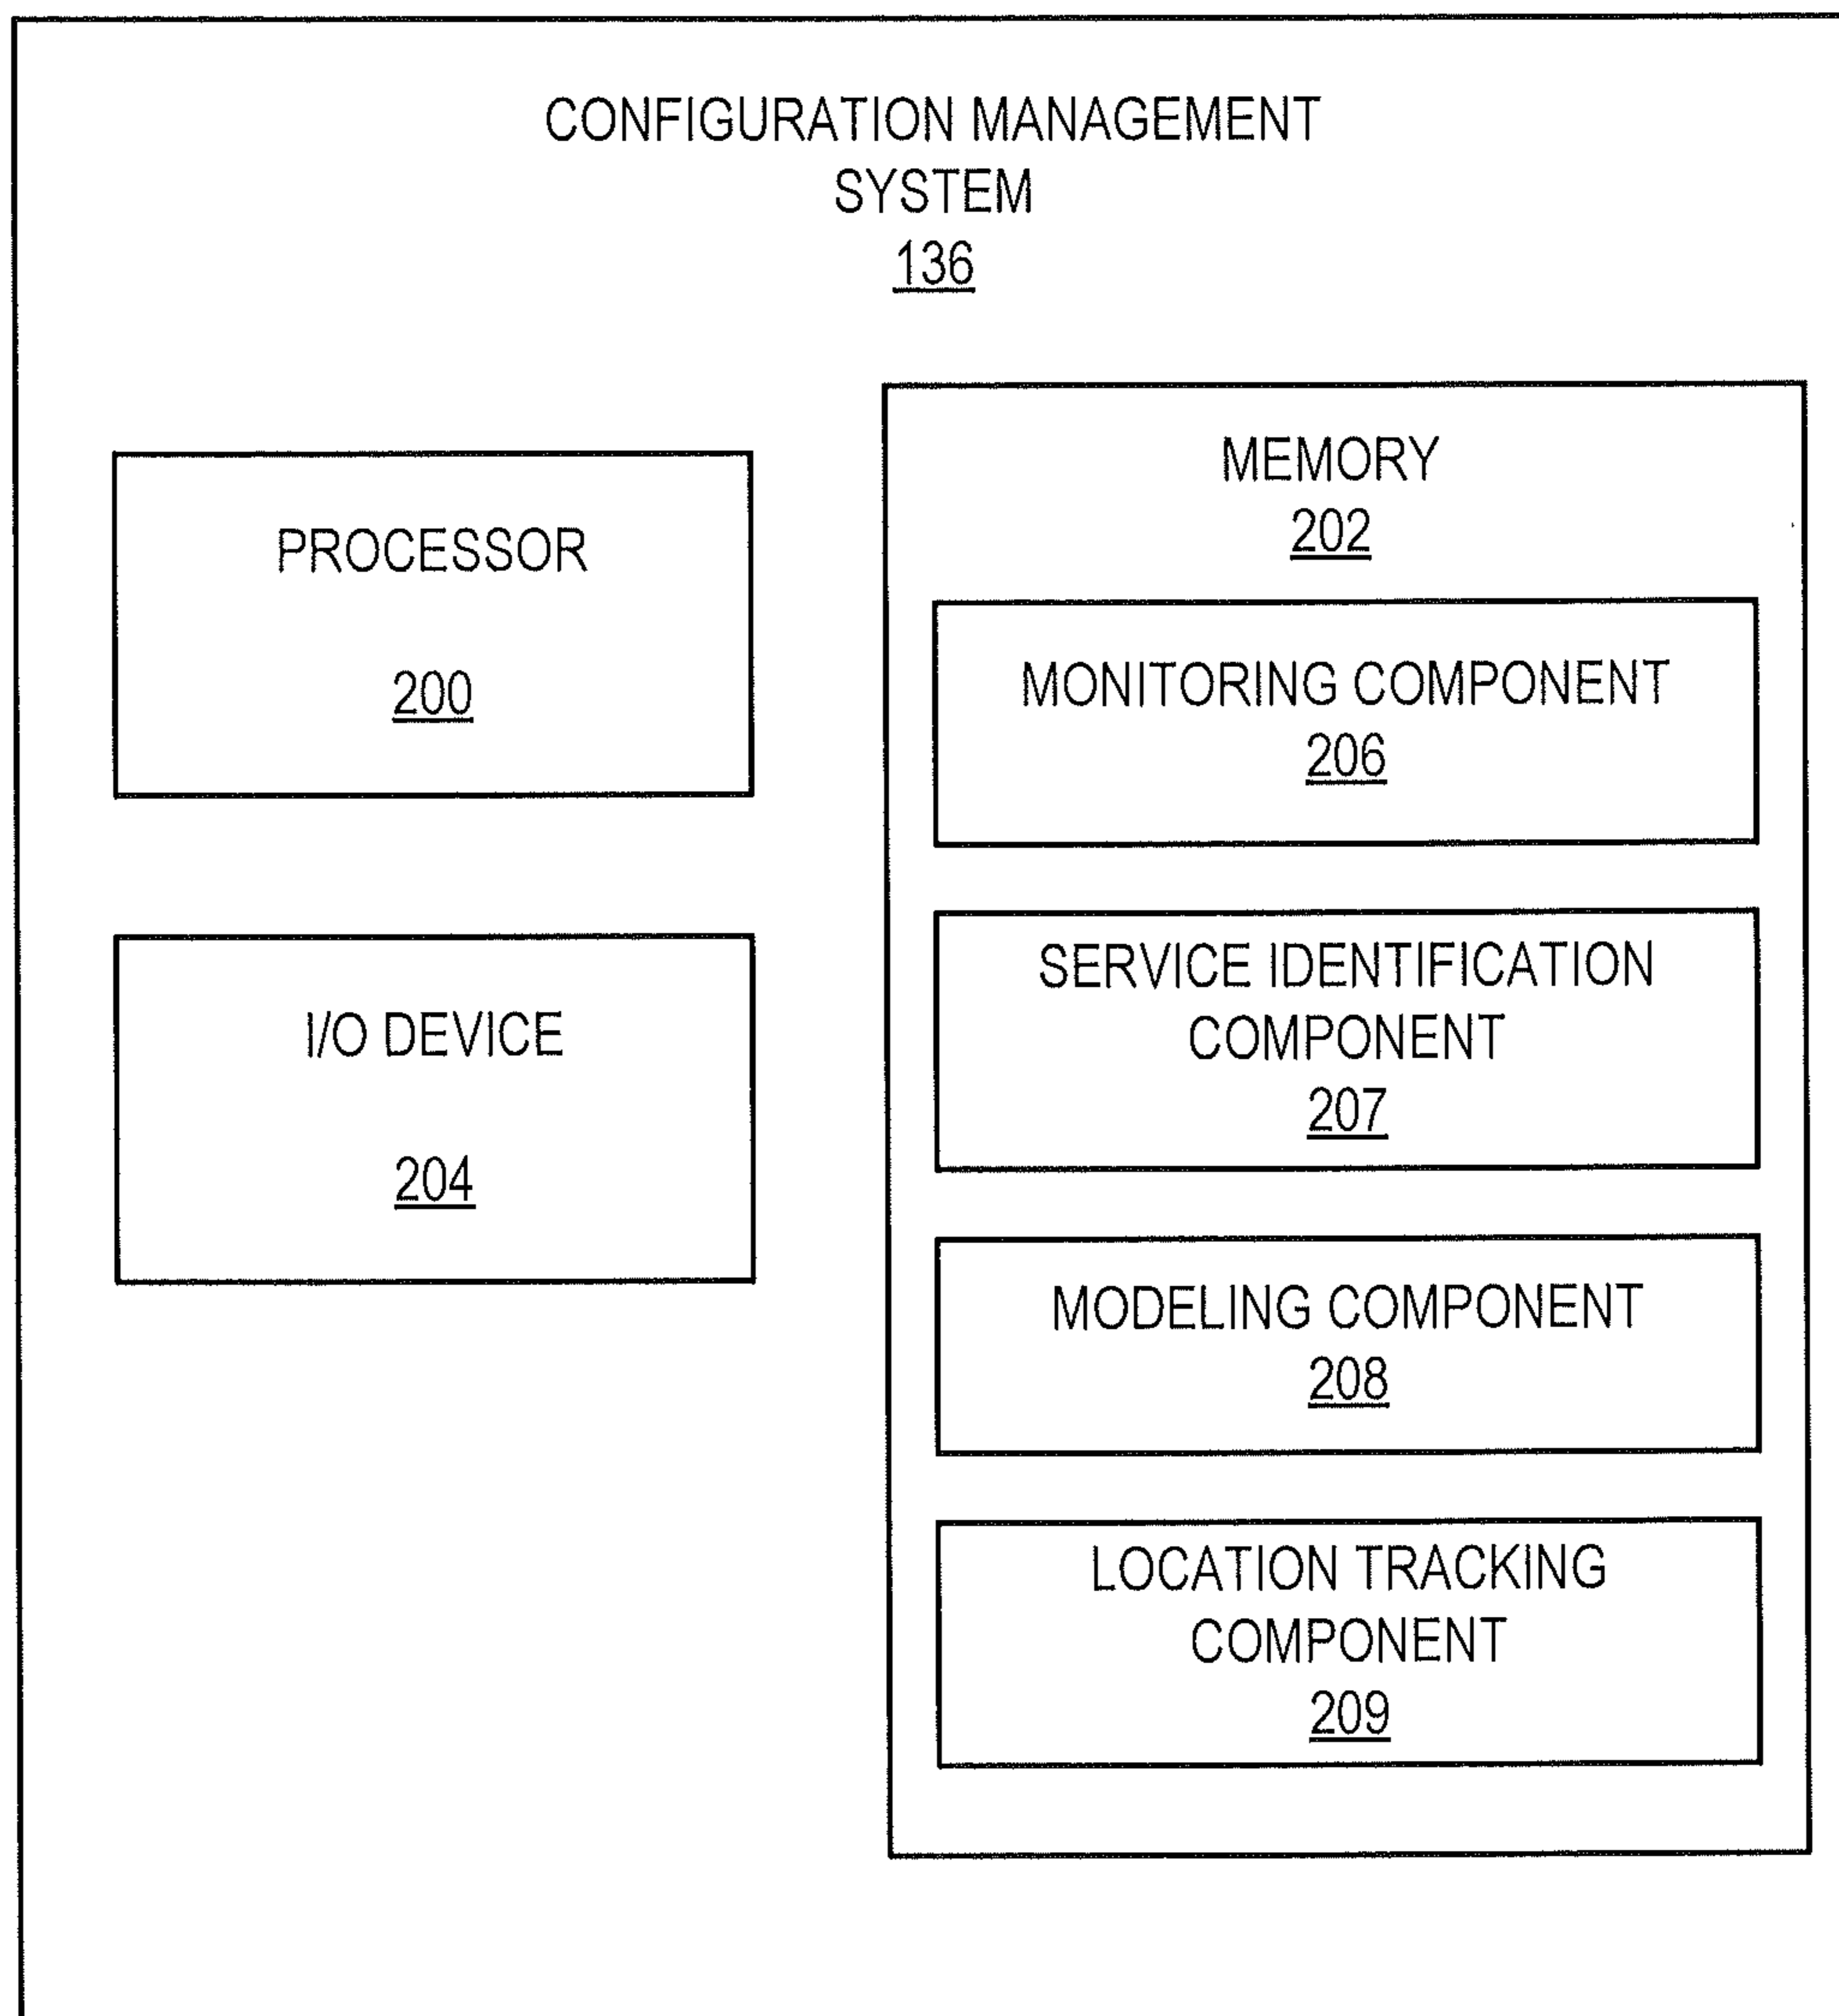 CONFIGURATION MANAGEMENT
SYSTEM
136
PROCESSOR
200
I/O DEVICE
204
MEMORY
202
MONITORING COMPONENT
206
SERVICE IDENTIFICATION
COMPONENT
207
MODELING COMPONENT
208
LOCATION TRACKING
COMPONENT
209